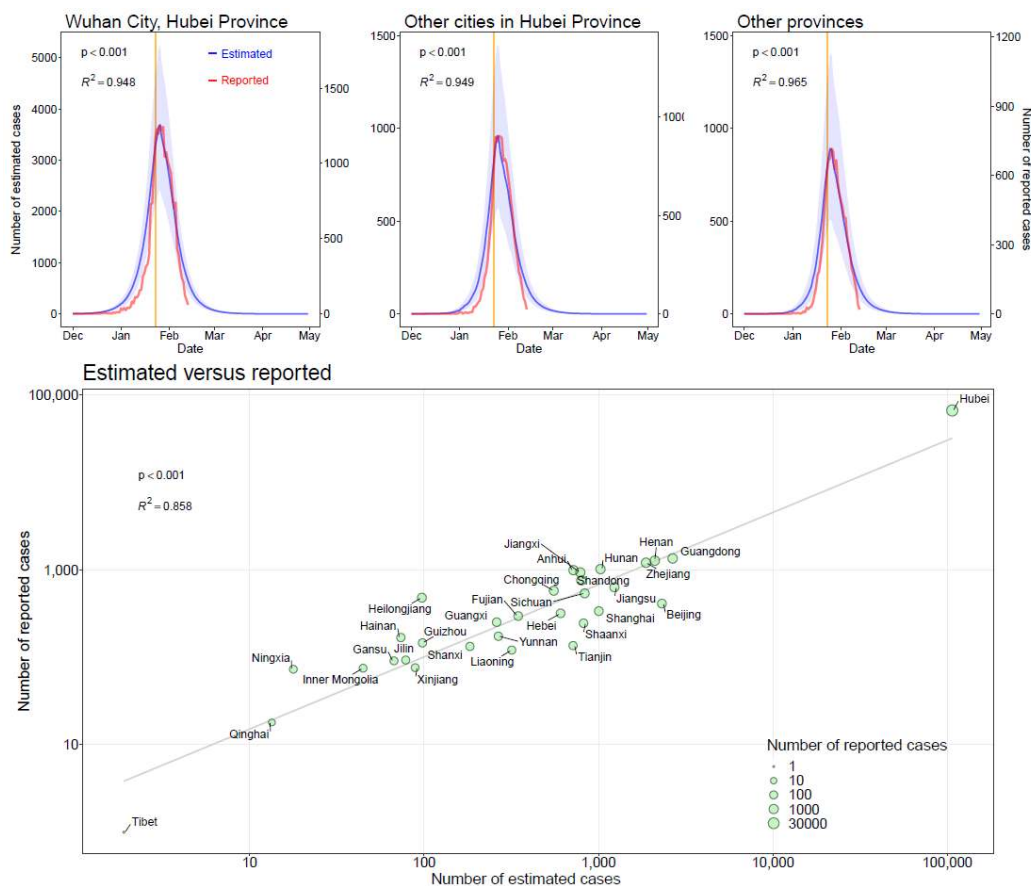 Wuhan City, Hubei Province
p < 0.001
R² = 0.948
Estimated
Reported
Number of estimated cases
5000
4000
3000
2000
1000
0
1500
1000
500
0
Dec Jan Feb Mar Apr May
Date
Other cities in Hubei Province
p < 0.001
R² = 0.949
1500
1000
500
0
1000
500
0
Dec Jan Feb Mar Apr May
Date
Other provinces
p < 0.001
R² = 0.965
1500
1000
500
0
1200
900
600
300
0
Number of reported cases
Dec Jan Feb Mar Apr May
Date
Estimated versus reported
100,000
1,000
10
Number of reported cases
p < 0.001
R² = 0.858
Hubei
Jiangxi
Henan
Anhui
Hunan
Guangdong
Chongqing
Shandong
Zhejiang
Heilongjiang
Fujian
Sichuan
Jiangsu
Hainan
Guangxi
Hebei
Shanghai
Beijing
Guizhou
Shaanxi
Gansu
Jilin
Shanxi
Yunnan
Ningxia
Liaoning
Tianjin
Inner Mongolia
Xinjiang
Qinghai
Tibet
Number of reported cases
1
10
100
1000
30000
10 100 1,000 10,000 100,000
Number of estimated cases